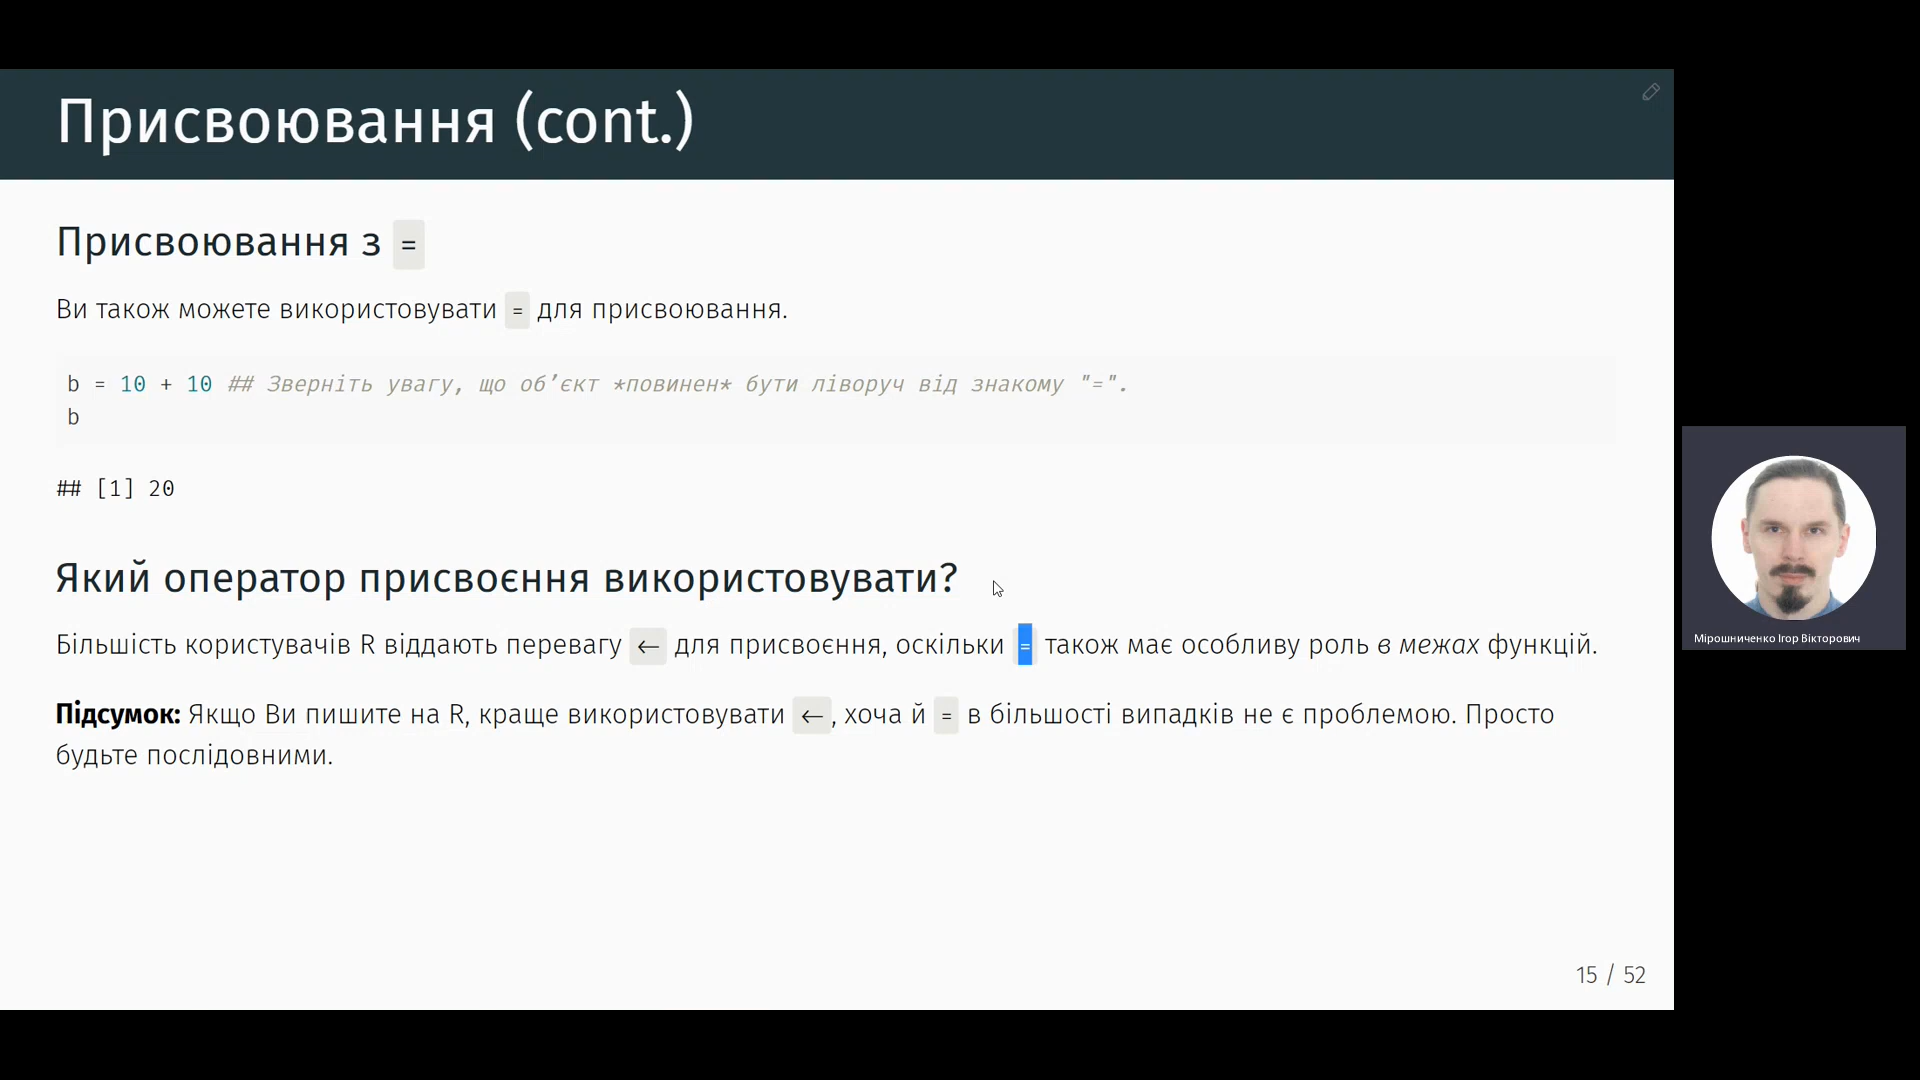 Присвоювання (cont.)
Присвоювання з =
Ви також можете використовувати = для присвоювання.
b = 10 + 10 ## Зверніть увагу, що об’єкт *повинен* бути ліворуч від знакому "=".
b
## [1] 20
Який оператор присвоєння використовувати?
Більшість користувачів R віддають перевагу ← для присвоєння, оскільки = також має особливу роль в межах функцій.
Підсумок: Якщо Ви пишите на R, краще використовувати ←, хоча й = в більшості випадків не є проблемою. Просто
будьте послідовними.
15 / 52
Мірошниченко Ігор Вікторович